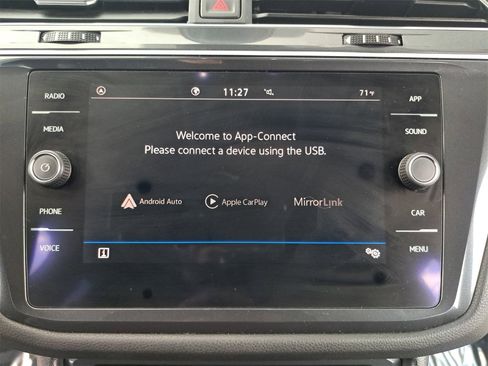 RADIO
MEDIA
PHONE
VOICE
11:27
71°F
Welcome to App-Connect
Please connect a device using the USB.
Android Auto
Apple CarPlay
MirrorLink
i
APP
SOUND
CAR
MENU